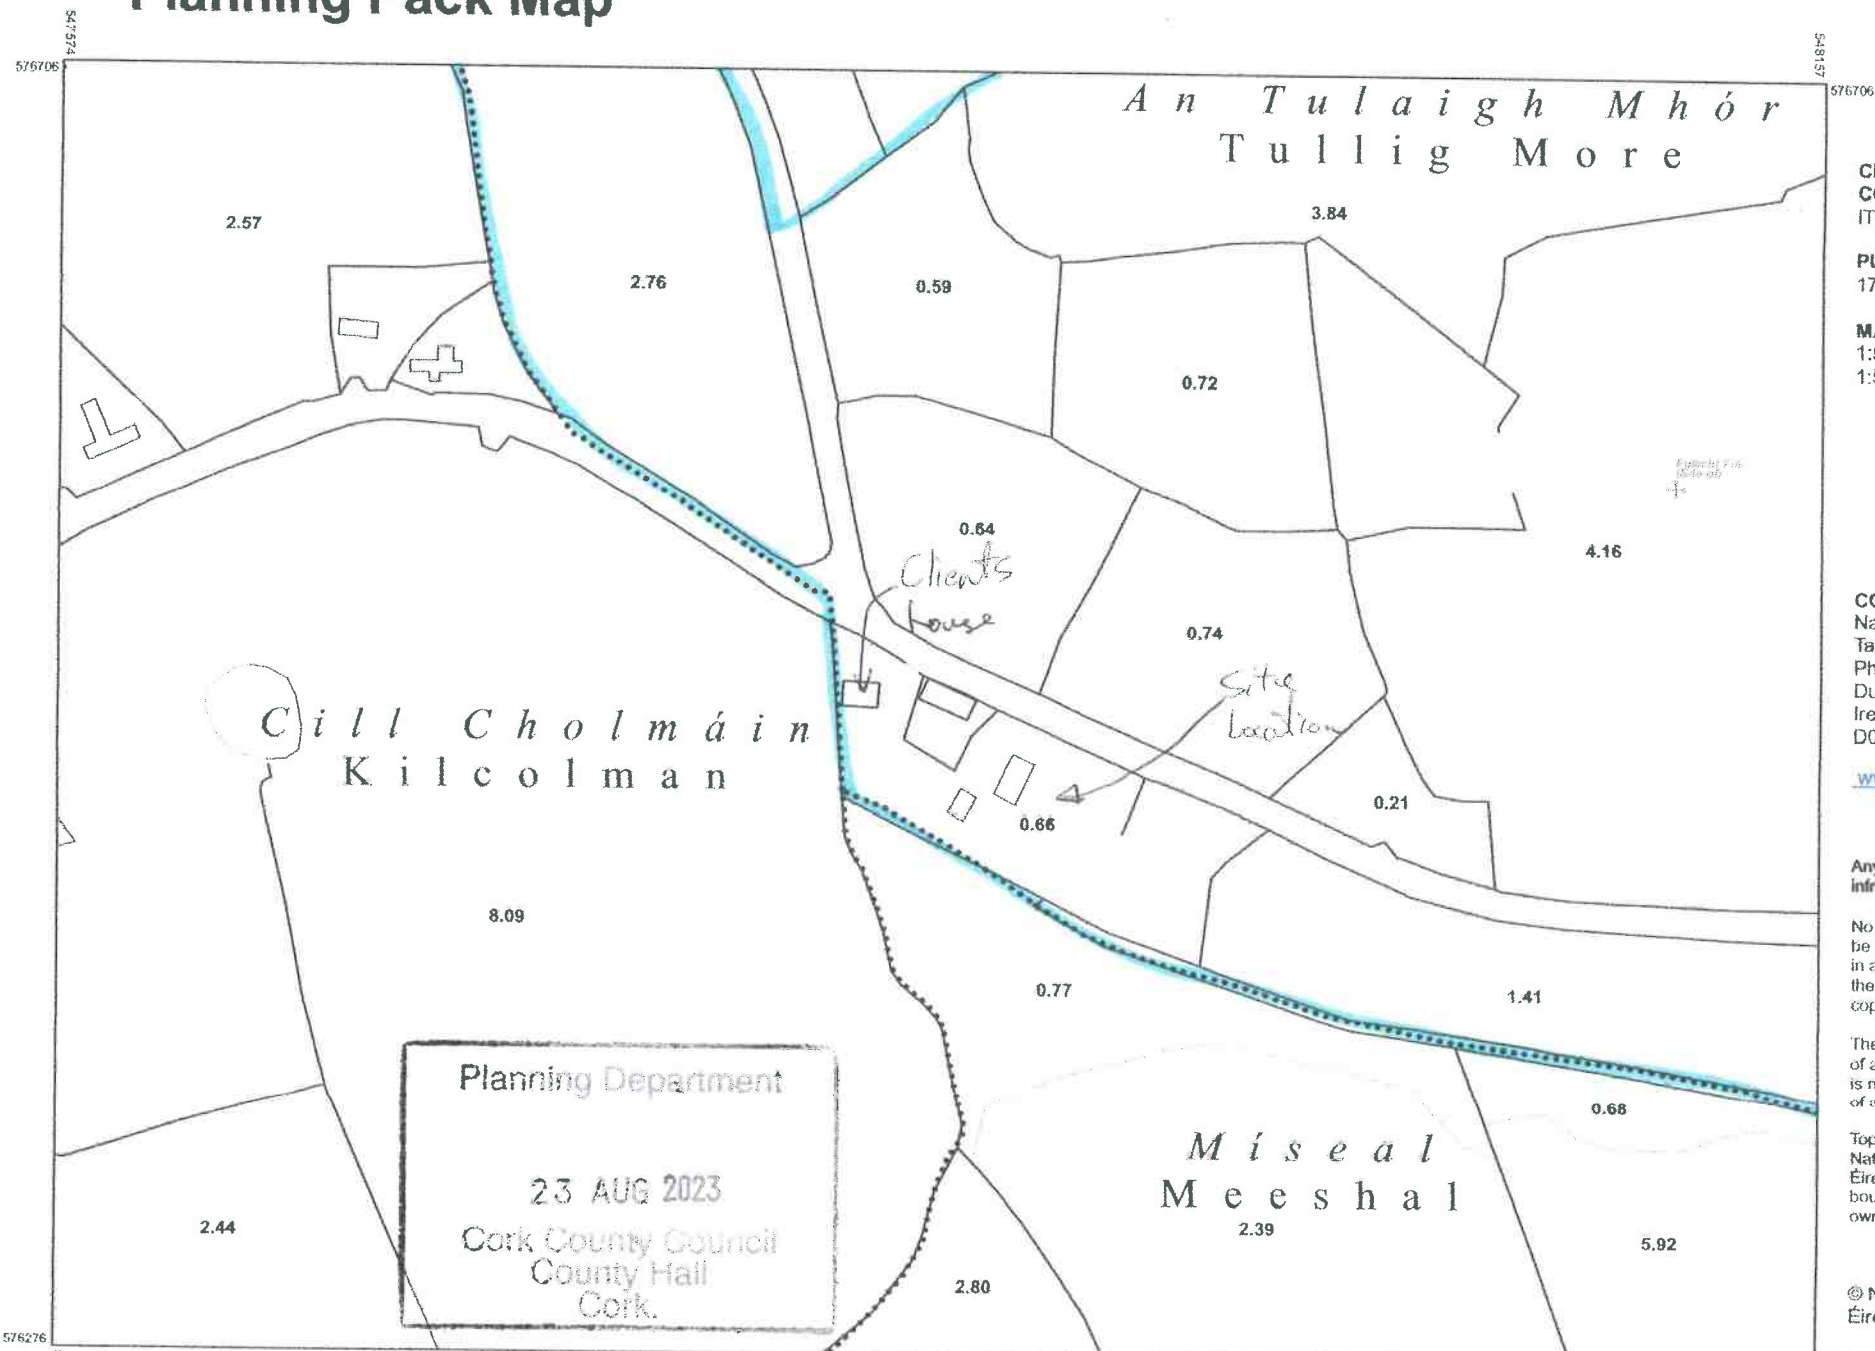 Planning Pack Map
547574
548157
576706
576706
An Tulaigh Mhór
Tullig More
3.84
2.57
2.76
0.59
0.72
0.64
4.16
Clients
house
0.74
Site
Location
Cill Cholmáin
Kilcolman
0.21
0.66
8.09
0.77
1.41
0.68
Míseal
Meeshal
2.39
2.44
2.80
5.92
Planning Department
23 AUG 2023
Cork County Council
County Hall
Cork.
576276